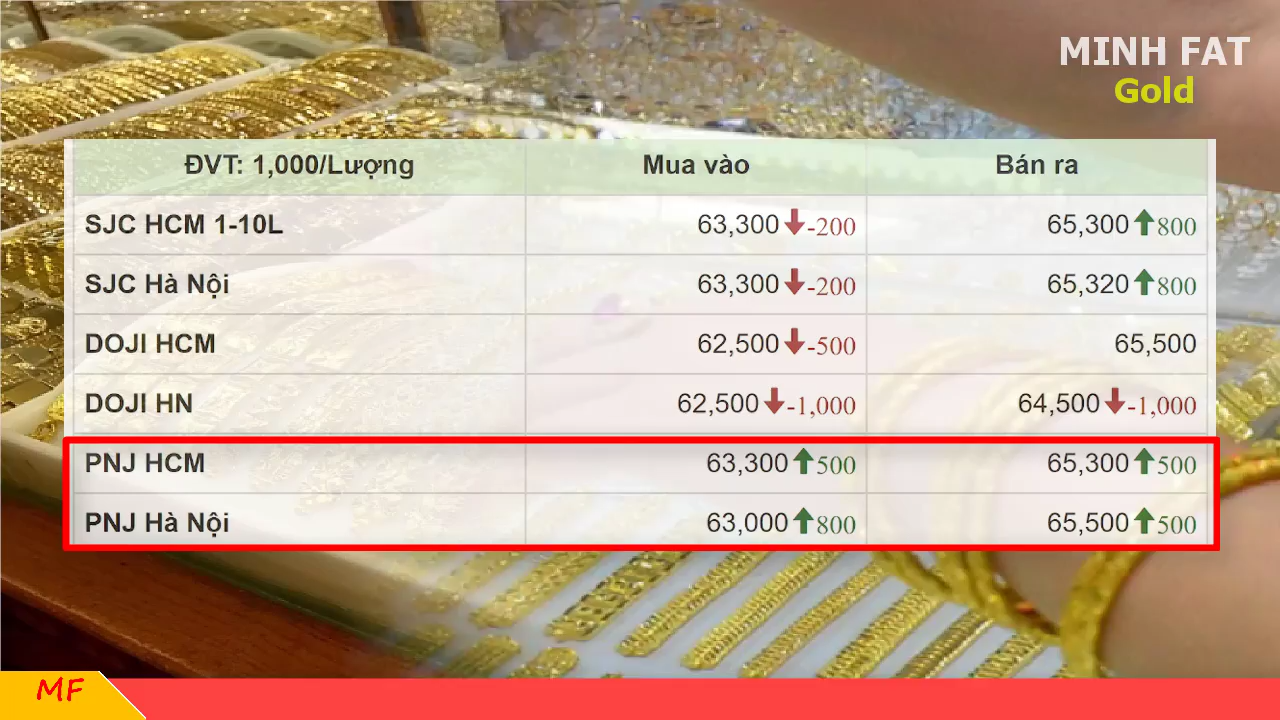 MINH FAT
Gold
ĐVT: 1,000/Lượng Mua vào Bán ra
SJC HCM 1-10L 63,300 -200 65,300 800
SJC Hà Nội 63,300 -200 65,320 800
DOJI HCM 62,500 -500 65,500
DOJI HN 62,500 -1,000 64,500 -1,000
PNJ HCM 63,300 500 65,300 500
PNJ Hà Nội 63,000 800 65,500 500
MF